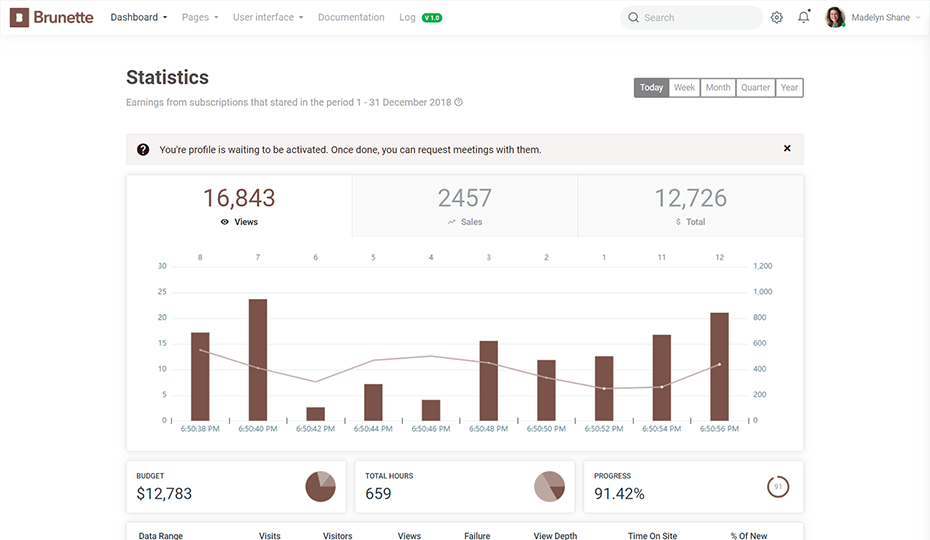 Brunette Dashboard Pages User interface Documentation Log V 1.0 Search Madelyn Shane
Statistics
Today Week Month Quarter Year
Earnings from subscriptions that stared in the period 1 - 31 December 2018
You're profile is waiting to be activated. Once done, you can request meetings with them.
16,843 2457 12,726
Views Sales $ Total
8 7 6 5 4 3 2 1 11 12
30 1,200
25 1,000
20 800
15 600
10 400
5 200
0 0
6:50:38 PM 6:50:40 PM 6:50:42 PM 6:50:44 PM 6:50:46 PM 6:50:48 PM 6:50:50 PM 6:50:52 PM 6:50:54 PM 6:50:56 PM
BUDGET
$12,783
TOTAL HOURS
659
PROGRESS
91.42%
91
Data Range Visits Visitors Views Failure View Depth Time On Site % Of New